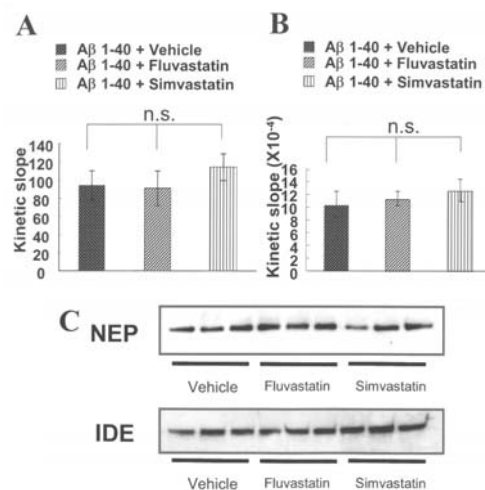 A
Aβ 1-40 + Vehicle
Aβ 1-40 + Fluvastatin
Aβ 1-40 + Simvastatin
n.s.
Kinetic slope
140
120
100
80
60
40
20
0
B
Aβ 1-40 + Vehicle
Aβ 1-40 + Fluvastatin
Aβ 1-40 + Simvastatin
n.s.
Kinetic slope (X10⁻⁴)
16
14
12
10
8
6
4
2
0
C
NEP
Vehicle Fluvastatin Simvastatin
IDE
Vehicle Fluvastatin Simvastatin